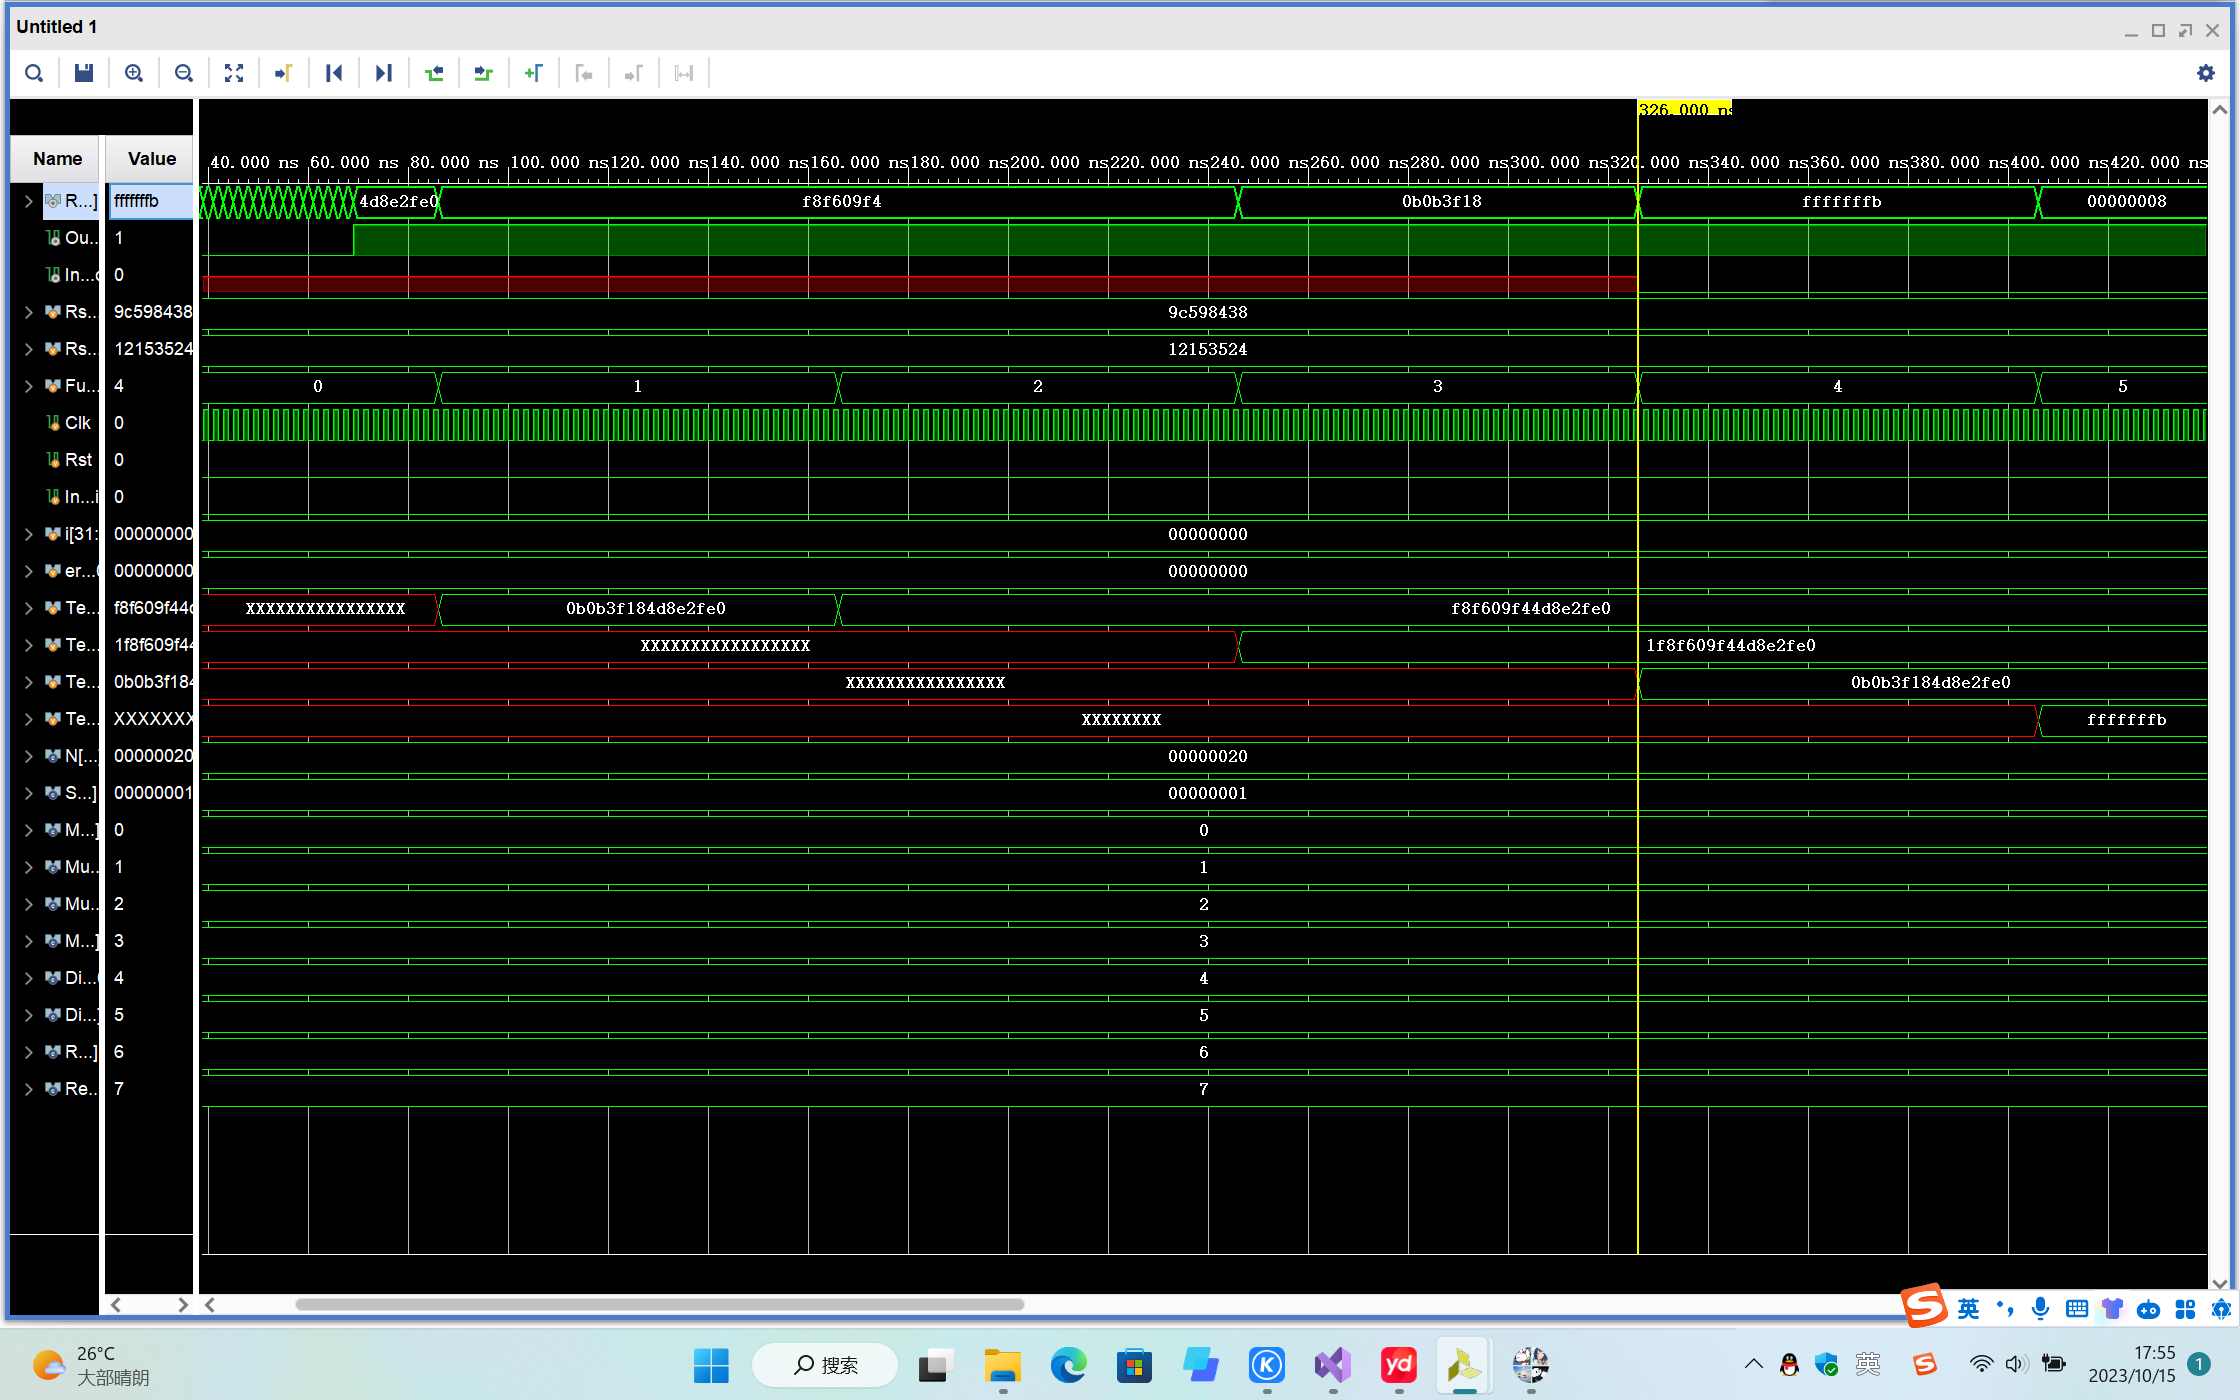 Untitled 1
326.000 ns
Name
Value
40.000 ns 60.000 ns 80.000 ns 100.000 ns 120.000 ns 140.000 ns 160.000 ns 180.000 ns 200.000 ns 220.000 ns 240.000 ns 260.000 ns 280.000 ns 300.000 ns 320.000 ns 340.000 ns 360.000 ns 380.000 ns 400.000 ns 420.000 ns
R...] fffffffb 4d8e2fe0 f8f609f4 0b0b3f18 fffffffb 00000008
Ou.. 1
In...c 0
Rs... 9c598438 9c598438
Rs... 12153524 12153524
Fu... 4 0 1 2 3 4 5
Clk 0
Rst 0
In...i 0
i[31: 00000000 00000000
er...( 00000000 00000000
Te... f8f609f44d XXXXXXXXXXXXXXXX 0b0b3f184d8e2fe0 f8f609f44d8e2fe0
Te... 1f8f609f44 XXXXXXXXXXXXXXXXX 1f8f609f44d8e2fe0
Te... 0b0b3f184 XXXXXXXXXXXXXXXX 0b0b3f184d8e2fe0
Te... XXXXXXX XXXXXXXX fffffffb
N[... 00000020 00000020
S...] 00000001 00000001
M...] 0 0
Mu.. 1 1
Mu.. 2 2
M...] 3 3
Di...( 4 4
Di...] 5 5
R...] 6 6
Re.. 7 7
英
26°C
大部晴朗
搜索
yd
英
17:55
2023/10/15
1